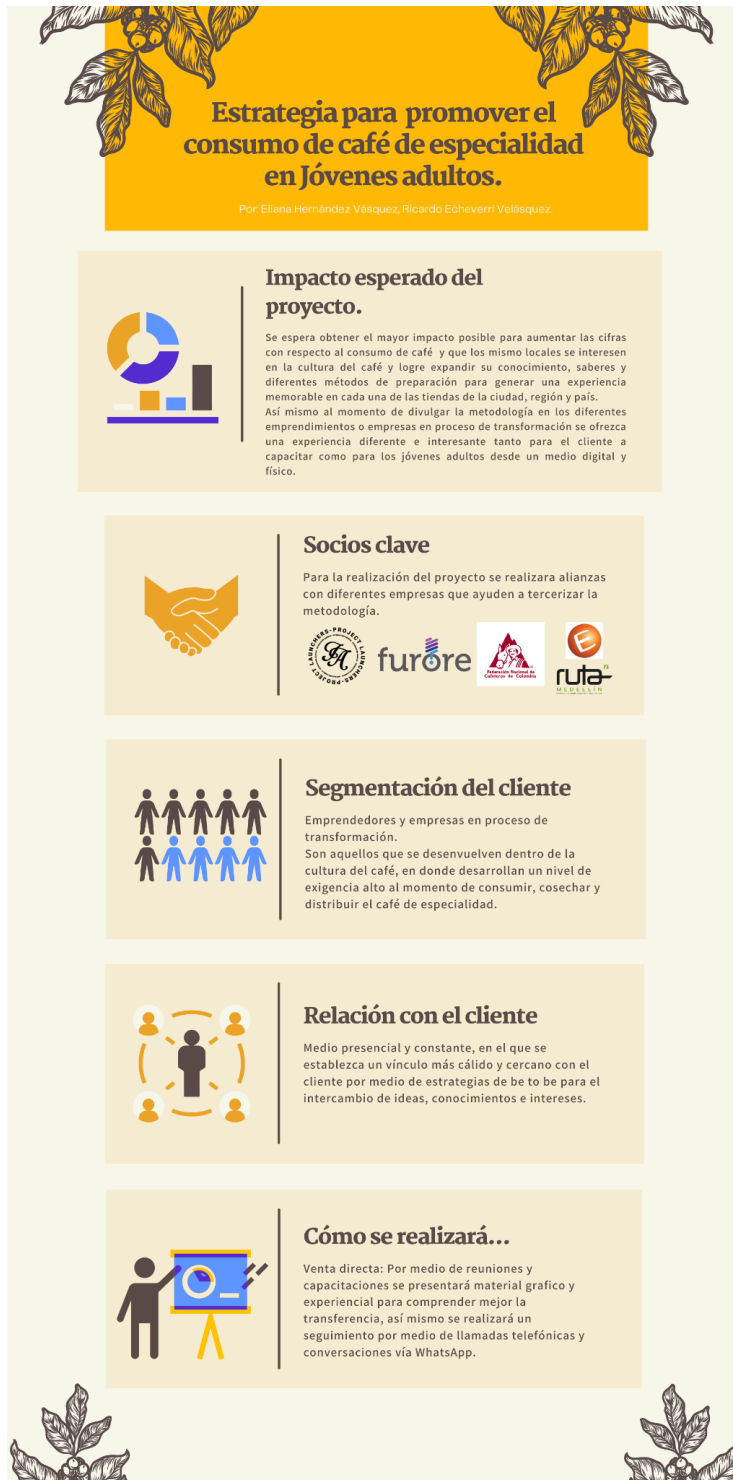 Estrategia para promover el
consumo de café de especialidad
en Jóvenes adultos.
Por: Eliana Hernández Vásquez, Ricardo Echeverri Velásquez.
Impacto esperado del
proyecto.
Se espera obtener el mayor impacto posible para aumentar las cifras
con respecto al consumo de café y que los mismo locales se interesen
en la cultura del café y logre expandir su conocimiento, saberes y
diferentes métodos de preparación para generar una experiencia
memorable en cada una de las tiendas de la ciudad, región y país.
Así mismo al momento de divulgar la metodología en los diferentes
emprendimientos o empresas en proceso de transformación se ofrezca
una experiencia diferente e interesante tanto para el cliente a
capacitar como para los jóvenes adultos desde un medio digital y
físico.
Socios clave
Para la realización del proyecto se realizara alianzas
con diferentes empresas que ayuden a tercerizar la
metodología.
PROJECT LAUNCHERS-PROJECT LAUNCHERS-
furore
Federación Nacional de
Cafeteros de Colombia
E
ruta n
MEDELLÍN
Segmentación del cliente
Emprendedores y empresas en proceso de
transformación.
Son aquellos que se desenvuelven dentro de la
cultura del café, en donde desarrollan un nivel de
exigencia alto al momento de consumir, cosechar y
distribuir el café de especialidad.
Relación con el cliente
Medio presencial y constante, en el que se
establezca un vínculo más cálido y cercano con el
cliente por medio de estrategias de be to be para el
intercambio de ideas, conocimientos e intereses.
Cómo se realizará...
Venta directa: Por medio de reuniones y
capacitaciones se presentará material grafico y
experiencial para comprender mejor la
transferencia, así mismo se realizará un
seguimiento por medio de llamadas telefónicas y
conversaciones vía WhatsApp.